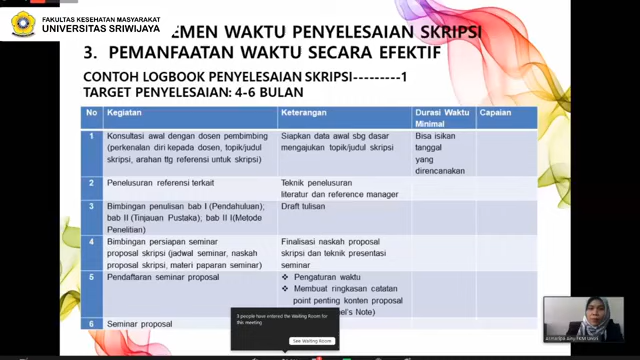 FAKULTAS KESEHATAN MASYARAKAT
UNIVERSITAS SRIWIJAYA
EMEN WAKTU PENYELESAIAN SKRIPSI
3. PEMANFAATAN WAKTU SECARA EFEKTIF
CONTOH LOGBOOK PENYELESAIAN SKRIPSI---------1
TARGET PENYELESAIAN: 4-6 BULAN
No Kegiatan Keterangan Durasi Waktu Minimal Capaian
1 Konsultasi awal dengan dosen pembimbing
(perkenalan diri kepada dosen, topik/judul
skripsi, arahan ttg referensi untuk skripsi)
Siapkan data awal sbg dasar
mengajukan topik/judul skripsi
Bisa isikan
tanggal
yang
direncanakan
2 Penelusuran referensi terkait
Teknik penelusuran
literatur dan reference manager
3 Bimbingan penulisan bab I (Pendahuluan);
bab II (Tinjauan Pustaka); bab II I(Metode
Penelitian)
Draft tulisan
4 Bimbingan persiapan seminar
proposal skripsi (jadwal seminar, naskah
proposal skripsi, materi paparan seminar)
Finalisasi naskah proposal
skripsi dan teknik presentasi
seminar
5 Pendaftaran seminar proposal
❖ Pengaturan waktu
❖ Membuat ringkasan catatan
point penting konten proposal
el's Note)
6 Seminar proposal
3 people have entered the Waiting Room for
this meeting
See Waiting Room